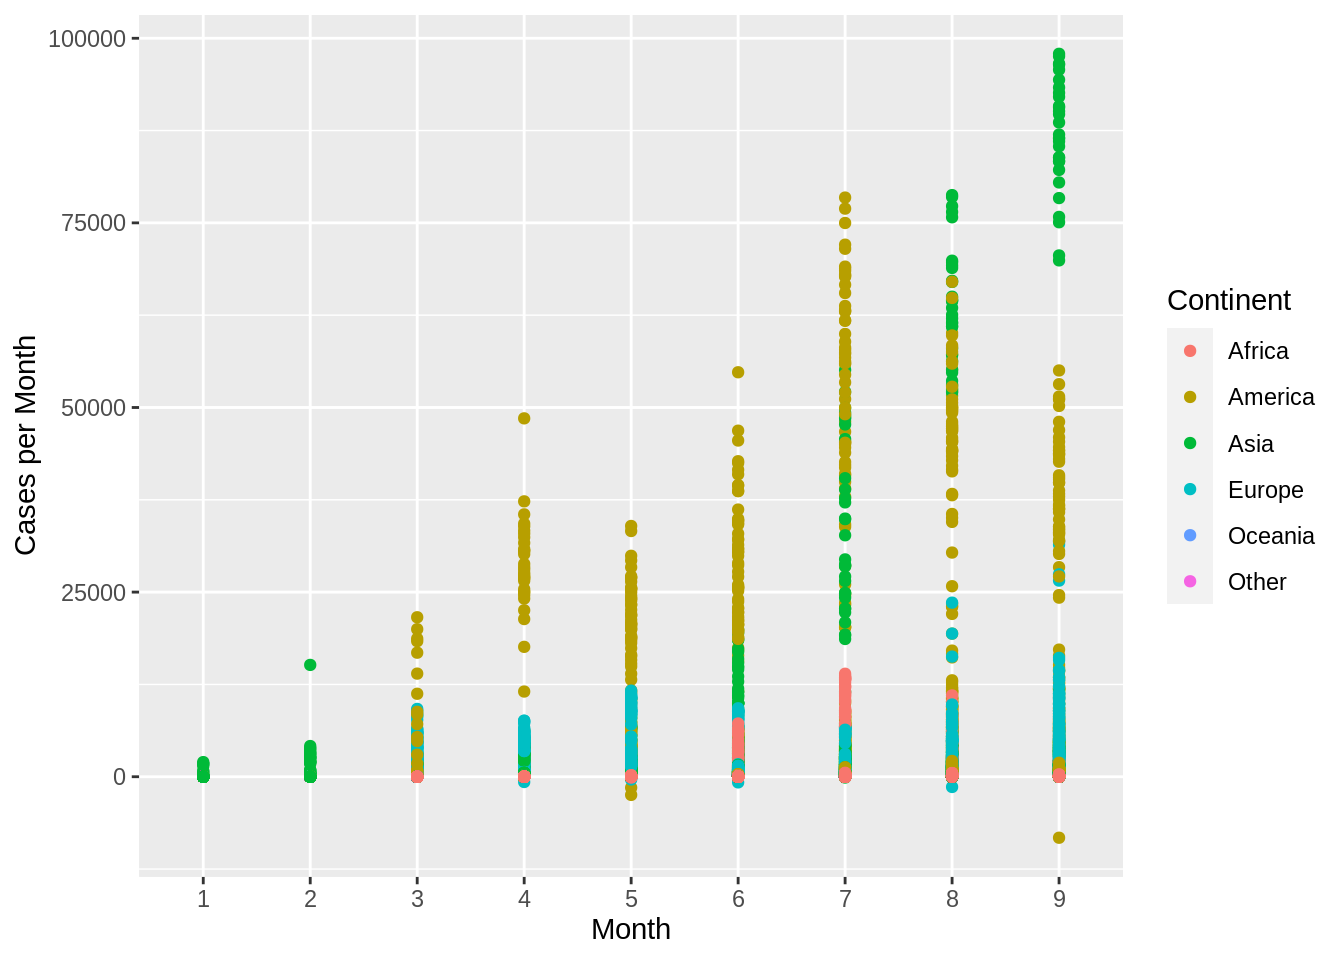 100000
75000
50000
25000
0
Cases per Month
1 2 3 4 5 6 7 8 9
Month
Continent
Africa
America
Asia
Europe
Oceania
Other